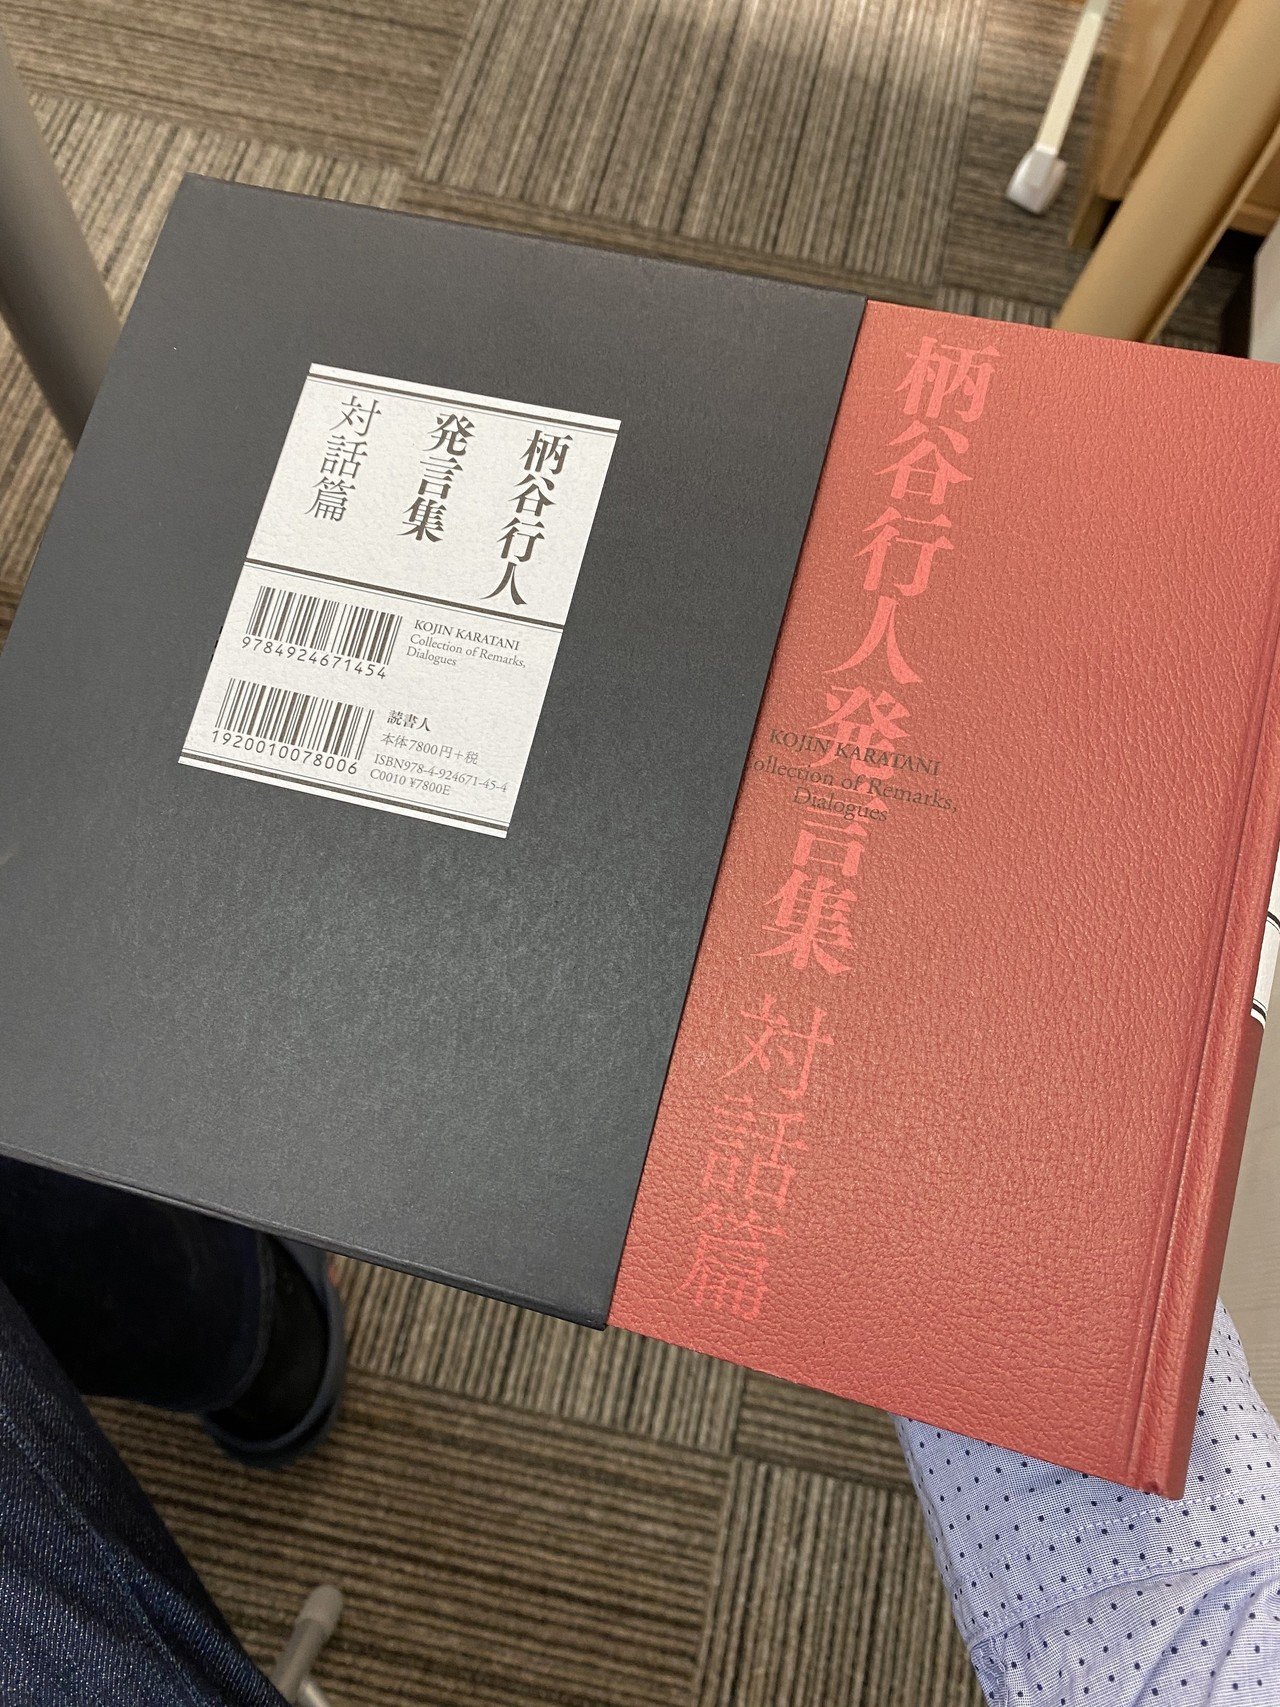 柄谷行人
発言集
対話篇
9784924671454
KOJIN KARATANI
Collection of Remarks,
Dialogues
1920010078006
読書人
本体7800円+税
ISBN978-4-924671-45-4
C0010 ¥7800E
柄谷行人発言集 対話篇
KOJIN KARATANI
Collection of Remarks,
Dialogues